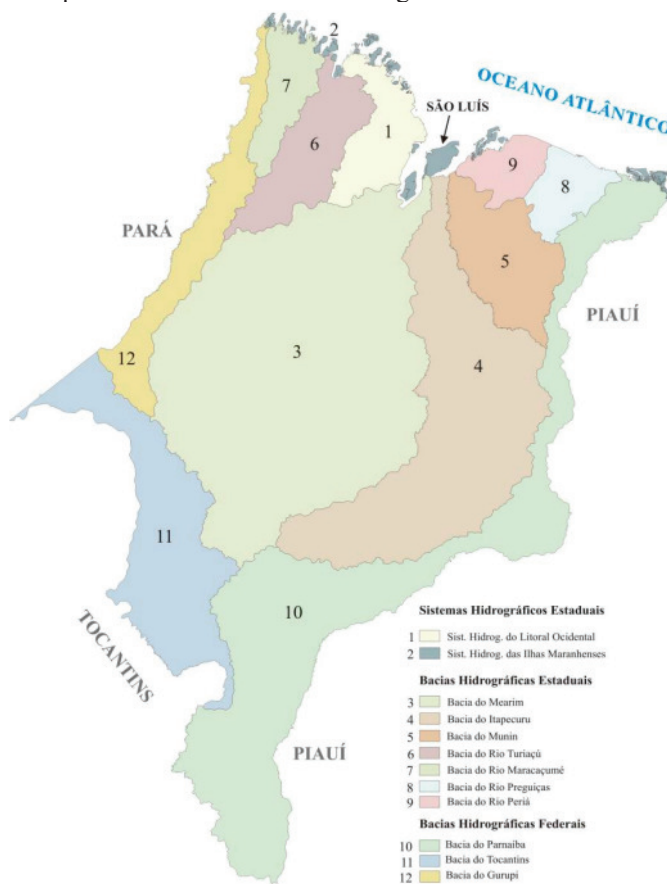 2
7
OCEANO ATLÂNTICO
SÃO LUÍS
1
6
9
8
PARÁ
5
PIAUÍ
3
12
4
11
10
TOCANTINS
PIAUÍ
Sistemas Hidrográficos Estaduais
1 Sist. Hidrog. do Litoral Ocidental
2 Sist. Hidrog. das Ilhas Maranhenses
Bacias Hidrográficas Estaduais
3 Bacia do Mearim
4 Bacia do Itapecuru
5 Bacia do Munin
6 Bacia do Rio Turiaçú
7 Bacia do Rio Maracaçumé
8 Bacia do Rio Preguiças
9 Bacia do Rio Periá
Bacias Hidrográficas Federais
10 Bacia do Parnaíba
11 Bacia do Tocantins
12 Bacia do Gurupi